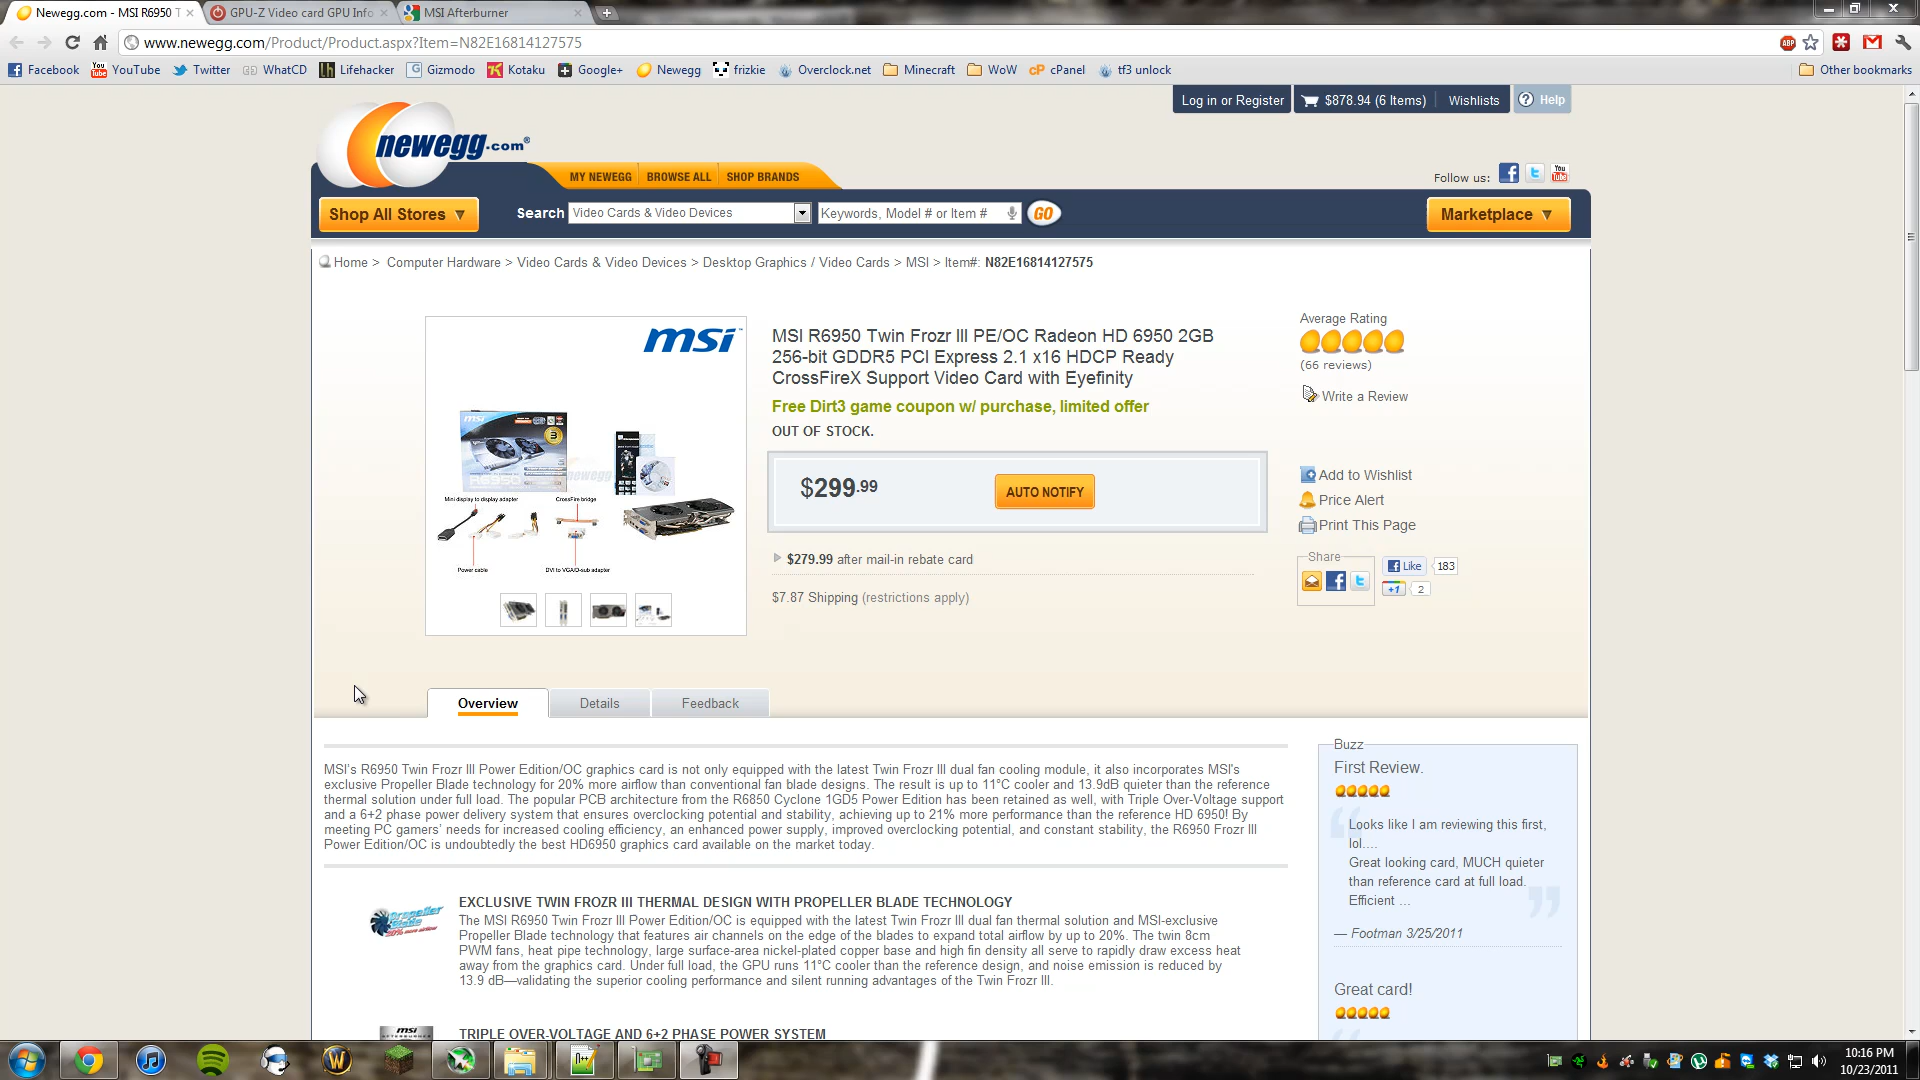 Newegg.com - MSI R6950 T
GPU-Z Video card GPU Info
MSI Afterburner
www.newegg.com/Product/Product.aspx?Item=N82E16814127575
ABP
Facebook
YouTube
Twitter
WhatCD
Lifehacker
Gizmodo
Kotaku
Google+
Newegg
frizkie
Overclock.net
Minecraft
WoW
cPanel
tf3 unlock
Other bookmarks
Log in or Register
$878.94 (6 Items)
Wishlists
Help
newegg.com
MY NEWEGG
BROWSE ALL
SHOP BRANDS
Follow us:
Shop All Stores ▼
Search
Video Cards & Video Devices
Keywords, Model # or Item #
GO
Marketplace ▼
Home > Computer Hardware > Video Cards & Video Devices > Desktop Graphics / Video Cards > MSI > Item#: N82E16814127575
msi
Mini display to display adapter
CrossFire bridge
Power cable
DVI to VGA/D-sub adapter
MSI R6950 Twin Frozr III PE/OC Radeon HD 6950 2GB
256-bit GDDR5 PCI Express 2.1 x16 HDCP Ready
CrossFireX Support Video Card with Eyefinity
Free Dirt3 game coupon w/ purchase, limited offer
OUT OF STOCK.
$299.99
AUTO NOTIFY
$279.99 after mail-in rebate card
$7.87 Shipping (restrictions apply)
Average Rating
(66 reviews)
Write a Review
Add to Wishlist
Price Alert
Print This Page
Share
Like
183
+1
2
Overview
Details
Feedback
MSI's R6950 Twin Frozr III Power Edition/OC graphics card is not only equipped with the latest Twin Frozr III dual fan cooling module, it also incorporates MSI's
exclusive Propeller Blade technology for 20% more airflow than conventional fan blade designs. The result is up to 11°C cooler and 13.9dB quieter than the reference
thermal solution under full load. The popular PCB architecture from the R6850 Cyclone 1GD5 Power Edition has been retained as well, with Triple Over-Voltage support
and a 6+2 phase power delivery system that ensures overclocking potential and stability, achieving up to 21% more performance than the reference HD 6950! By
meeting PC gamers' needs for increased cooling efficiency, an enhanced power supply, improved overclocking potential, and constant stability, the R6950 Frozr III
Power Edition/OC is undoubtedly the best HD6950 graphics card available on the market today.
Propeller
Blade
20% more airflow
EXCLUSIVE TWIN FROZR III THERMAL DESIGN WITH PROPELLER BLADE TECHNOLOGY
The MSI R6950 Twin Frozr III Power Edition/OC is equipped with the latest Twin Frozr III dual fan thermal solution and MSI-exclusive
Propeller Blade technology that features air channels on the edge of the blades to expand total airflow by up to 20%. The twin 8cm
PWM fans, heat pipe technology, large surface-area nickel-plated copper base and high fin density all serve to rapidly draw excess heat
away from the graphics card. Under full load, the GPU runs 11°C cooler than the reference design, and noise emission is reduced by
13.9 dB—validating the superior cooling performance and silent running advantages of the Twin Frozr III.
msi
TRIPLE OVER-VOLTAGE AND 6+2 PHASE POWER SYSTEM
Buzz
First Review.
Looks like I am reviewing this first,
lol....
Great looking card, MUCH quieter
than reference card at full load.
Efficient ...
— Footman 3/25/2011
Great card!
10:16 PM
10/23/2011